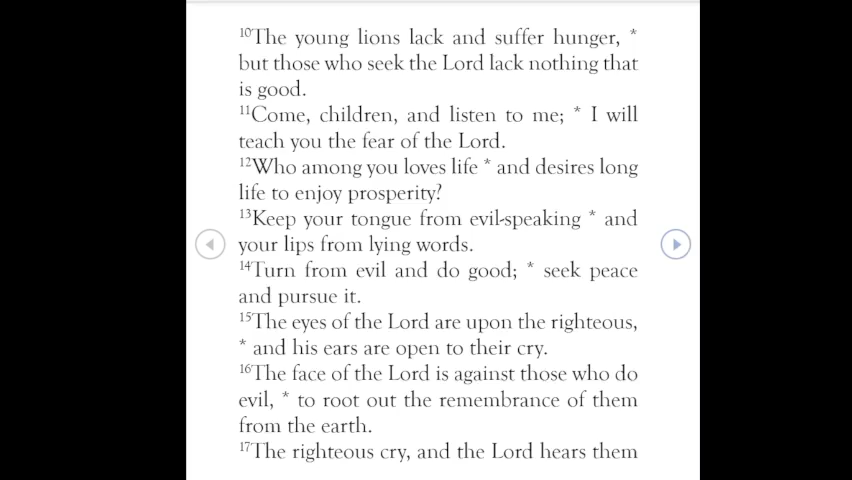 10The young lions lack and suffer hunger, *
but those who seek the Lord lack nothing that
is good.
11Come, children, and listen to me; * I will
teach you the fear of the Lord.
12Who among you loves life * and desires long
life to enjoy prosperity?
13Keep your tongue from evil-speaking * and
your lips from lying words.
14Turn from evil and do good; * seek peace
and pursue it.
15The eyes of the Lord are upon the righteous,
* and his ears are open to their cry.
16The face of the Lord is against those who do
evil, * to root out the remembrance of them
from the earth.
17The righteous cry, and the Lord hears them